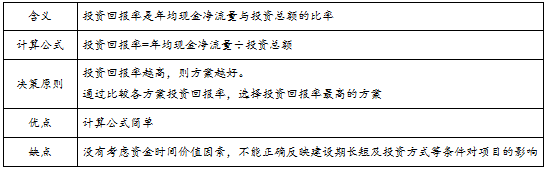 含义
投资回报率是年均现金净流量与投资总额的比率
计算公式
投资回报率=年均现金净流量÷投资总额
决策原则
投资回报率越高，则方案越好。
通过比较各方案投资回报率，选择投资回报率最高的方案
优点
计算公式简单
缺点
没有考虑资金时间价值因素，不能正确反映建设期长短及投资方式等条件对项目的影响